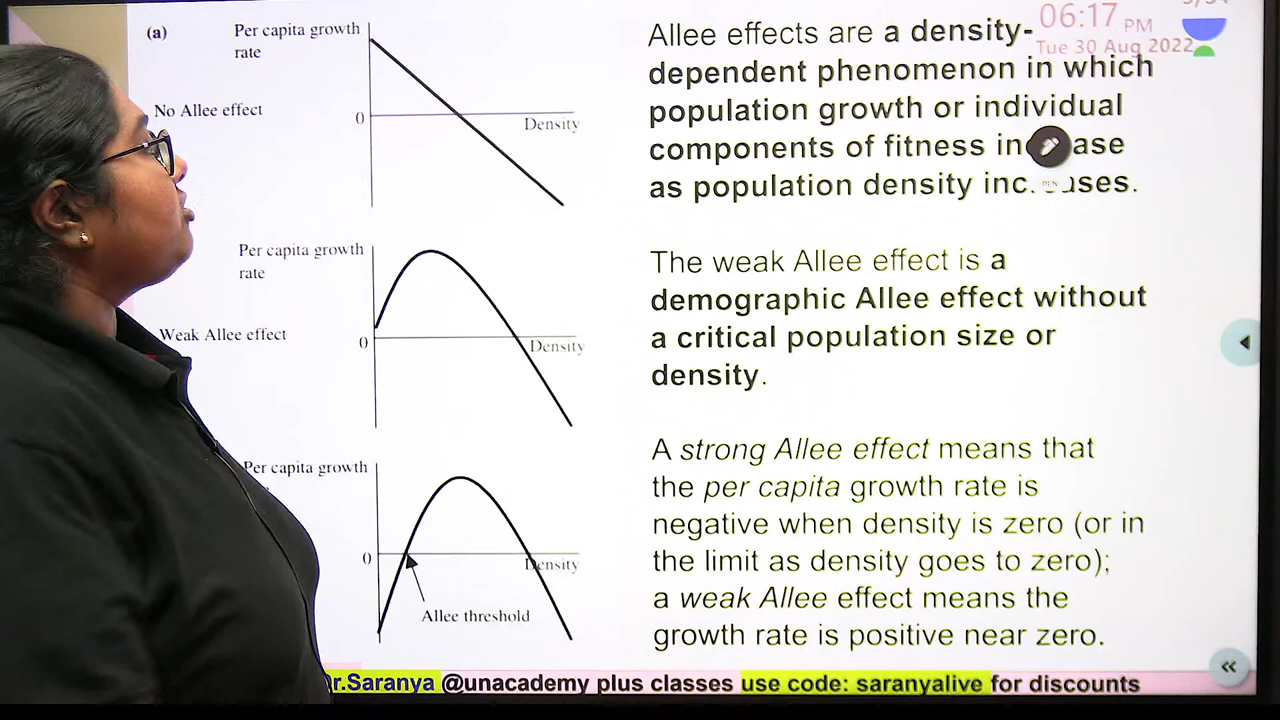 (a)
Per capita growth
rate
No Allee effect
0
Density
Per capita growth
rate
Weak Allee effect
0
Density
Per capita growth
0
Density
Allee threshold
Allee effects are a density-
dependent phenomenon in which
population growth or individual
components of fitness in ase
as population density inc. ases.
The weak Allee effect is a
demographic Allee effect without
a critical population size or
density.
A strong Allee effect means that
the per capita growth rate is
negative when density is zero (or in
the limit as density goes to zero);
a weak Allee effect means the
growth rate is positive near zero.
06:17 PM
Tue 30 Aug 2022
PEN
r.Saranya @unacademy plus classes use code: saranyalive for discounts